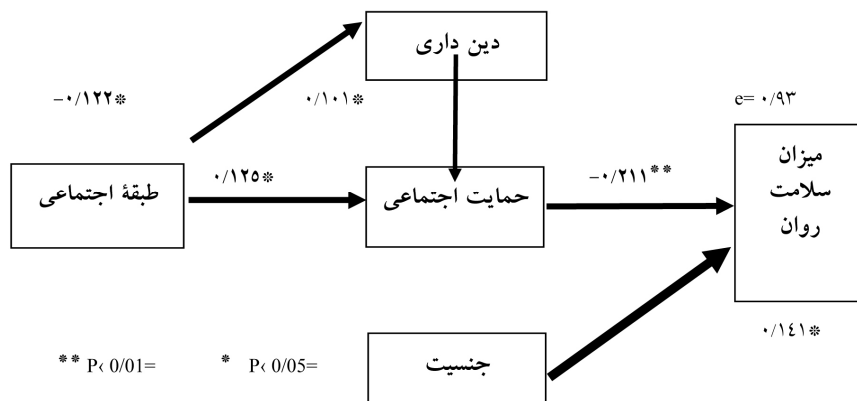 دین داری
−۰/۱۲۲*
۰/۱۰۱*
e= ۰/۹۳
طبقهٔ اجتماعی
۰/۱۲۵*
حمایت اجتماعی
−۰/۲۱۱**
میزان
سلامت
روان
۰/۱۴۱*
جنسیت
** P‹ 0/01=
* P‹ 0/05=